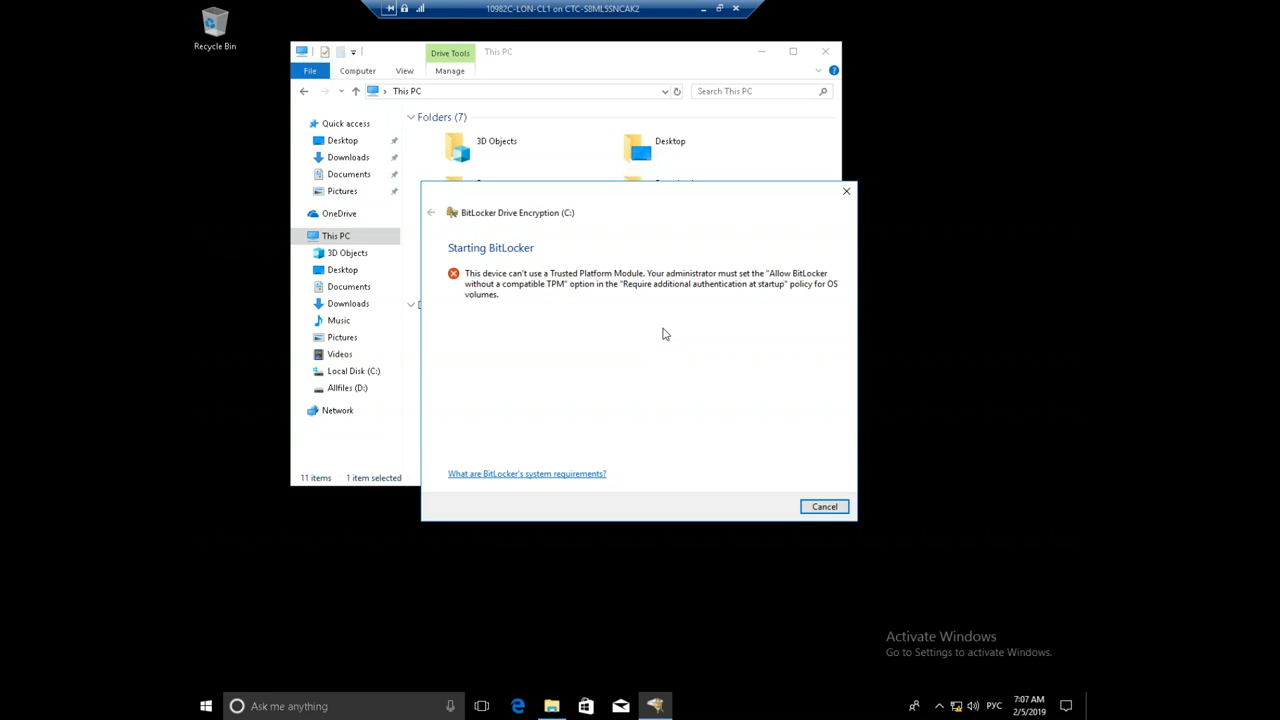 10982C-LON-CL1 on CTC-S8ML5SNCAK2
Recycle Bin
Drive Tools
This PC
File
Computer
View
Manage
This PC
Search This PC
Quick access
Desktop
Downloads
Documents
Pictures
OneDrive
This PC
3D Objects
Desktop
Documents
Downloads
Music
Pictures
Videos
Local Disk (C:)
Allfiles (D:)
Network
Folders (7)
3D Objects
Desktop
11 items
1 item selected
BitLocker Drive Encryption (C:)
Starting BitLocker
This device can't use a Trusted Platform Module. Your administrator must set the "Allow BitLocker
without a compatible TPM" option in the "Require additional authentication at startup" policy for OS
volumes.
What are BitLocker's system requirements?
Cancel
Activate Windows
Go to Settings to activate Windows.
Ask me anything
РУС
7:07 AM
2/5/2019